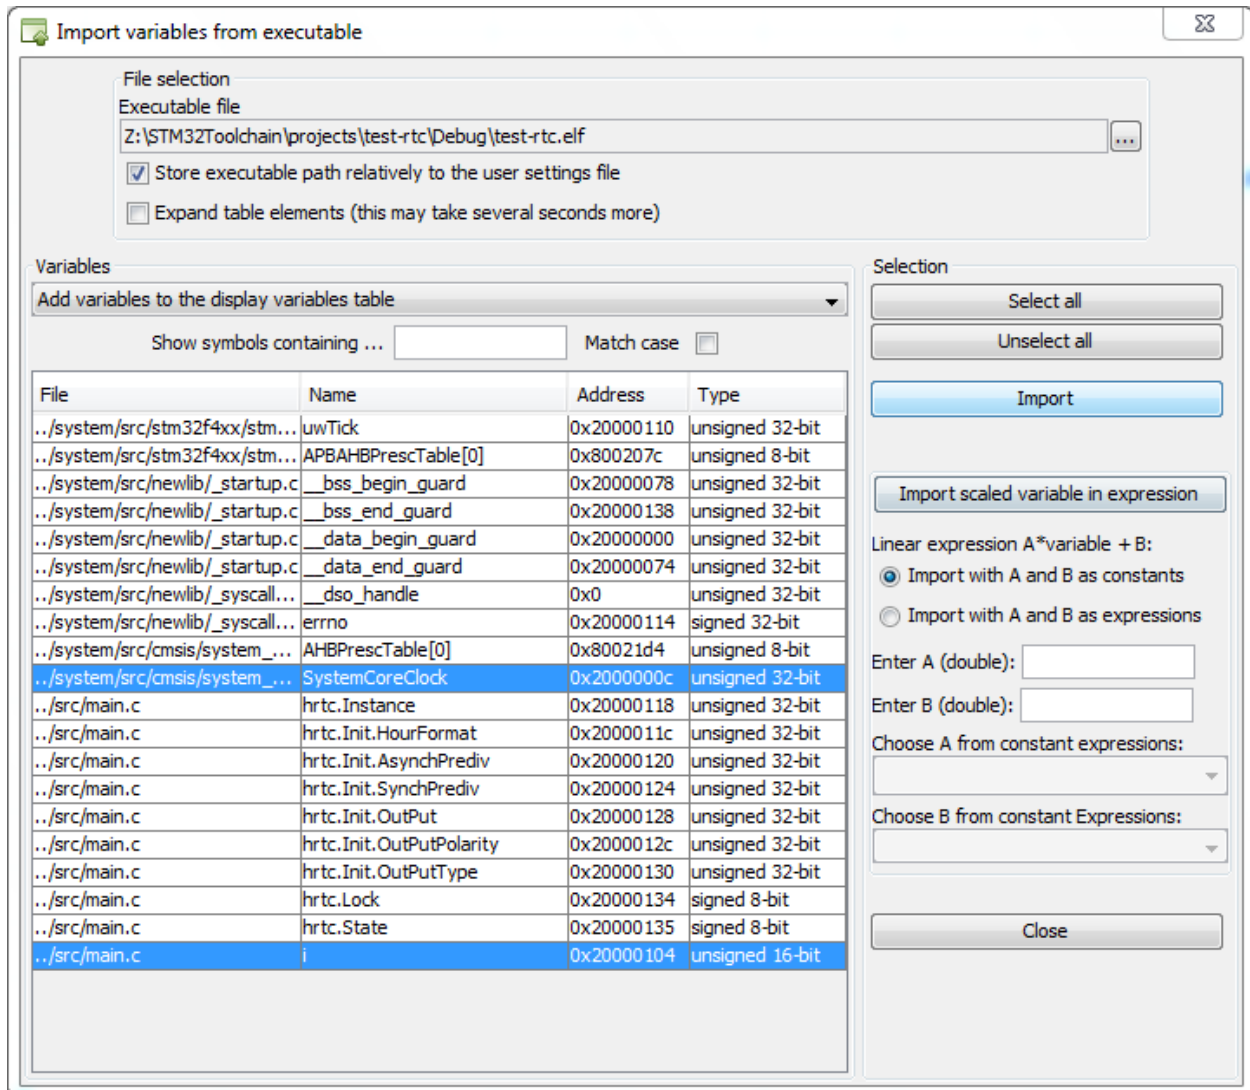 Import variables from executable
File selection
Executable file
Z:\STM32Toolchain\projects\test-rtc\Debug\test-rtc.elf
...
Store executable path relatively to the user settings file
Expand table elements (this may take several seconds more)
Variables
Add variables to the display variables table
Show symbols containing ... Match case
File Name Address Type
../system/src/stm32f4xx/stm... uwTick 0x20000110 unsigned 32-bit
../system/src/stm32f4xx/stm... APBAHBPrescTable[0] 0x800207c unsigned 8-bit
../system/src/newlib/_startup.c __bss_begin_guard 0x20000078 unsigned 32-bit
../system/src/newlib/_startup.c __bss_end_guard 0x20000138 unsigned 32-bit
../system/src/newlib/_startup.c __data_begin_guard 0x20000000 unsigned 32-bit
../system/src/newlib/_startup.c __data_end_guard 0x20000074 unsigned 32-bit
../system/src/newlib/_syscall... __dso_handle 0x0 unsigned 32-bit
../system/src/newlib/_syscall... errno 0x20000114 signed 32-bit
../system/src/cmsis/system_... AHBPrescTable[0] 0x80021d4 unsigned 8-bit
../system/src/cmsis/system_... SystemCoreClock 0x2000000c unsigned 32-bit
../src/main.c hrtc.Instance 0x20000118 unsigned 32-bit
../src/main.c hrtc.Init.HourFormat 0x2000011c unsigned 32-bit
../src/main.c hrtc.Init.AsynchPrediv 0x20000120 unsigned 32-bit
../src/main.c hrtc.Init.SynchPrediv 0x20000124 unsigned 32-bit
../src/main.c hrtc.Init.OutPut 0x20000128 unsigned 32-bit
../src/main.c hrtc.Init.OutPutPolarity 0x2000012c unsigned 32-bit
../src/main.c hrtc.Init.OutPutType 0x20000130 unsigned 32-bit
../src/main.c hrtc.Lock 0x20000134 signed 8-bit
../src/main.c hrtc.State 0x20000135 signed 8-bit
../src/main.c i 0x20000104 unsigned 16-bit
Selection
Select all
Unselect all
Import
Import scaled variable in expression
Linear expression A*variable + B:
Import with A and B as constants
Import with A and B as expressions
Enter A (double):
Enter B (double):
Choose A from constant expressions:
Choose B from constant Expressions:
Close